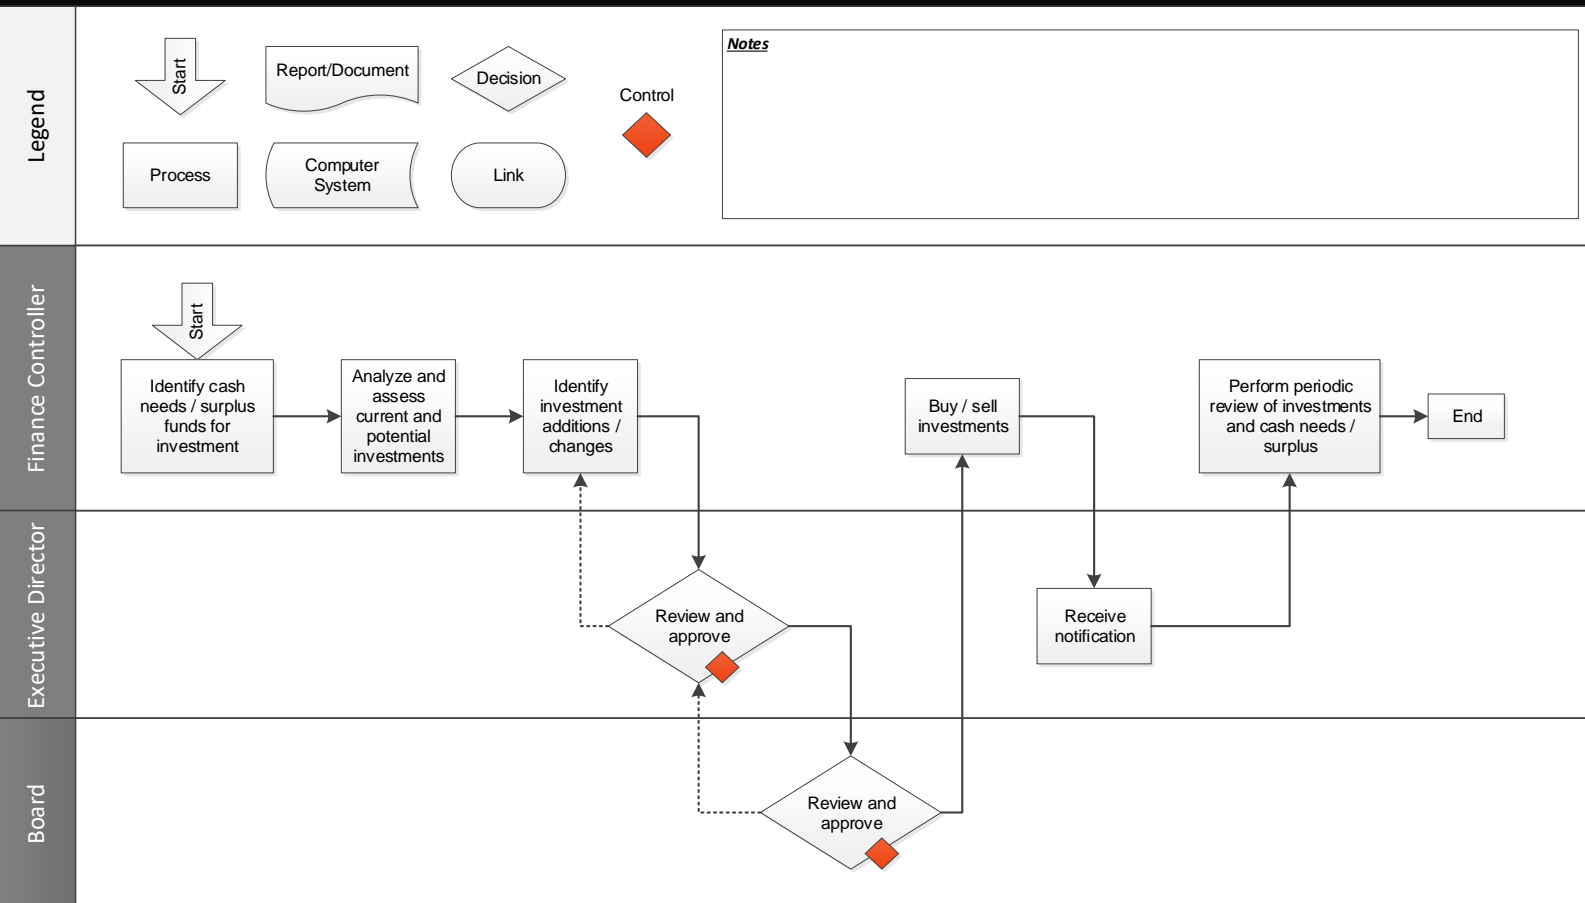 Legend
Start
Report/Document
Decision
Control
Process
Computer
System
Link
Notes
Finance Controller
Start
Identify cash
needs / surplus
funds for
investment
Analyze and
assess
current and
potential
investments
Identify
investment
additions /
changes
Buy / sell
investments
Perform periodic
review of investments
and cash needs /
surplus
End
Executive Director
Review and
approve
Receive
notification
Board
Review and
approve